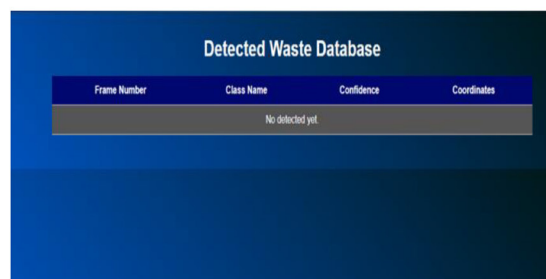 Detected Waste Database
Frame Number Class Name Confidence Coordinates
No detected yet.